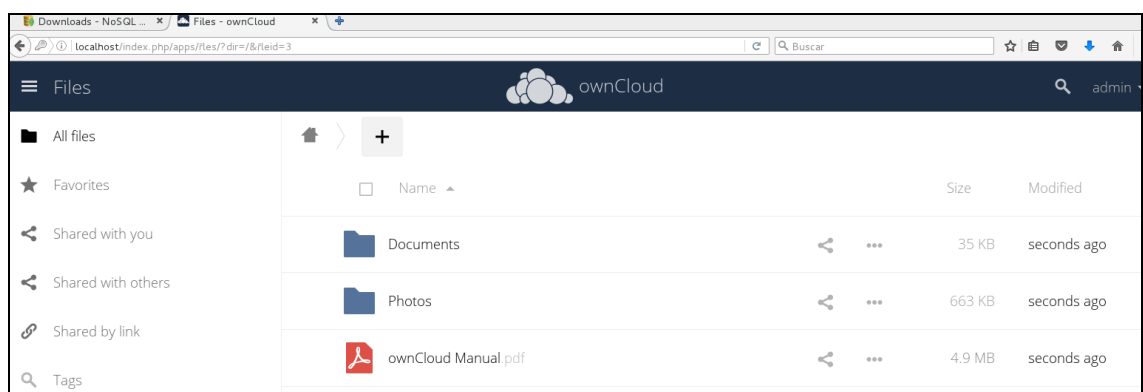 Downloads - NoSQL ... × Files - ownCloud ×
localhost/index.php/apps/files/?dir=/&fileid=3 Buscar
Files ownCloud admin
All files
Favorites Name Size Modified
Shared with you Documents 35 KB seconds ago
Shared with others
Photos 663 KB seconds ago
Shared by link
ownCloud Manual.pdf 4.9 MB seconds ago
Tags